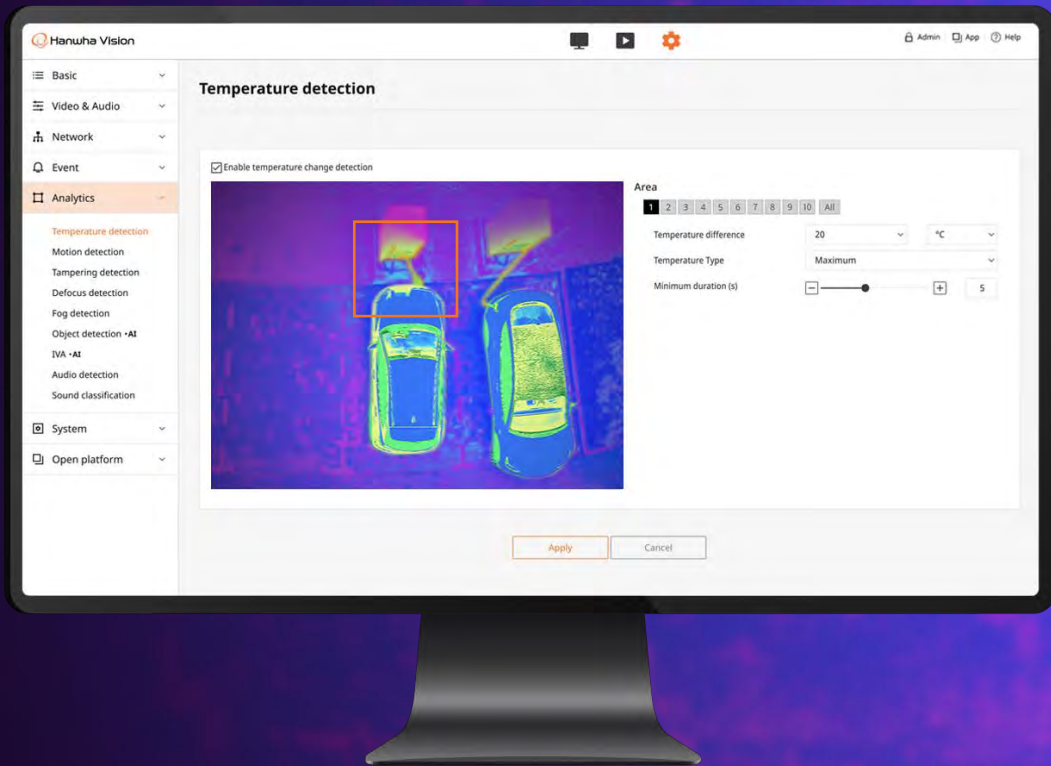 Hanwha Vision
Admin
App
Help
Basic
Video & Audio
Network
Event
Analytics
Temperature detection
Motion detection
Tampering detection
Defocus detection
Fog detection
Object detection •AI
IVA •AI
Audio detection
Sound classification
System
Open platform
Temperature detection
Enable temperature change detection
Area
1 2 3 4 5 6 7 8 9 10 All
Temperature difference 20 °C
Temperature Type Maximum
Minimum duration (s) 5
Apply Cancel